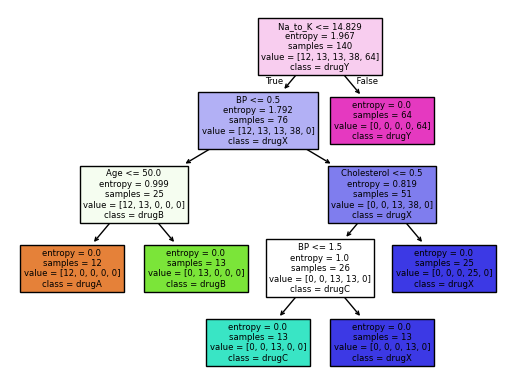 Na_to_K <= 14.829
entropy = 1.967
samples = 140
value = [12, 13, 13, 38, 64]
class = drugY
True
False
BP <= 0.5
entropy = 1.792
samples = 76
value = [12, 13, 13, 38, 0]
class = drugX
entropy = 0.0
samples = 64
value = [0, 0, 0, 0, 64]
class = drugY
Age <= 50.0
entropy = 0.999
samples = 25
value = [12, 13, 0, 0, 0]
class = drugB
Cholesterol <= 0.5
entropy = 0.819
samples = 51
value = [0, 0, 13, 38, 0]
class = drugX
entropy = 0.0
samples = 12
value = [12, 0, 0, 0, 0]
class = drugA
entropy = 0.0
samples = 13
value = [0, 13, 0, 0, 0]
class = drugB
BP <= 1.5
entropy = 1.0
samples = 26
value = [0, 0, 13, 13, 0]
class = drugC
entropy = 0.0
samples = 25
value = [0, 0, 0, 25, 0]
class = drugX
entropy = 0.0
samples = 13
value = [0, 0, 13, 0, 0]
class = drugC
entropy = 0.0
samples = 13
value = [0, 0, 0, 13, 0]
class = drugX